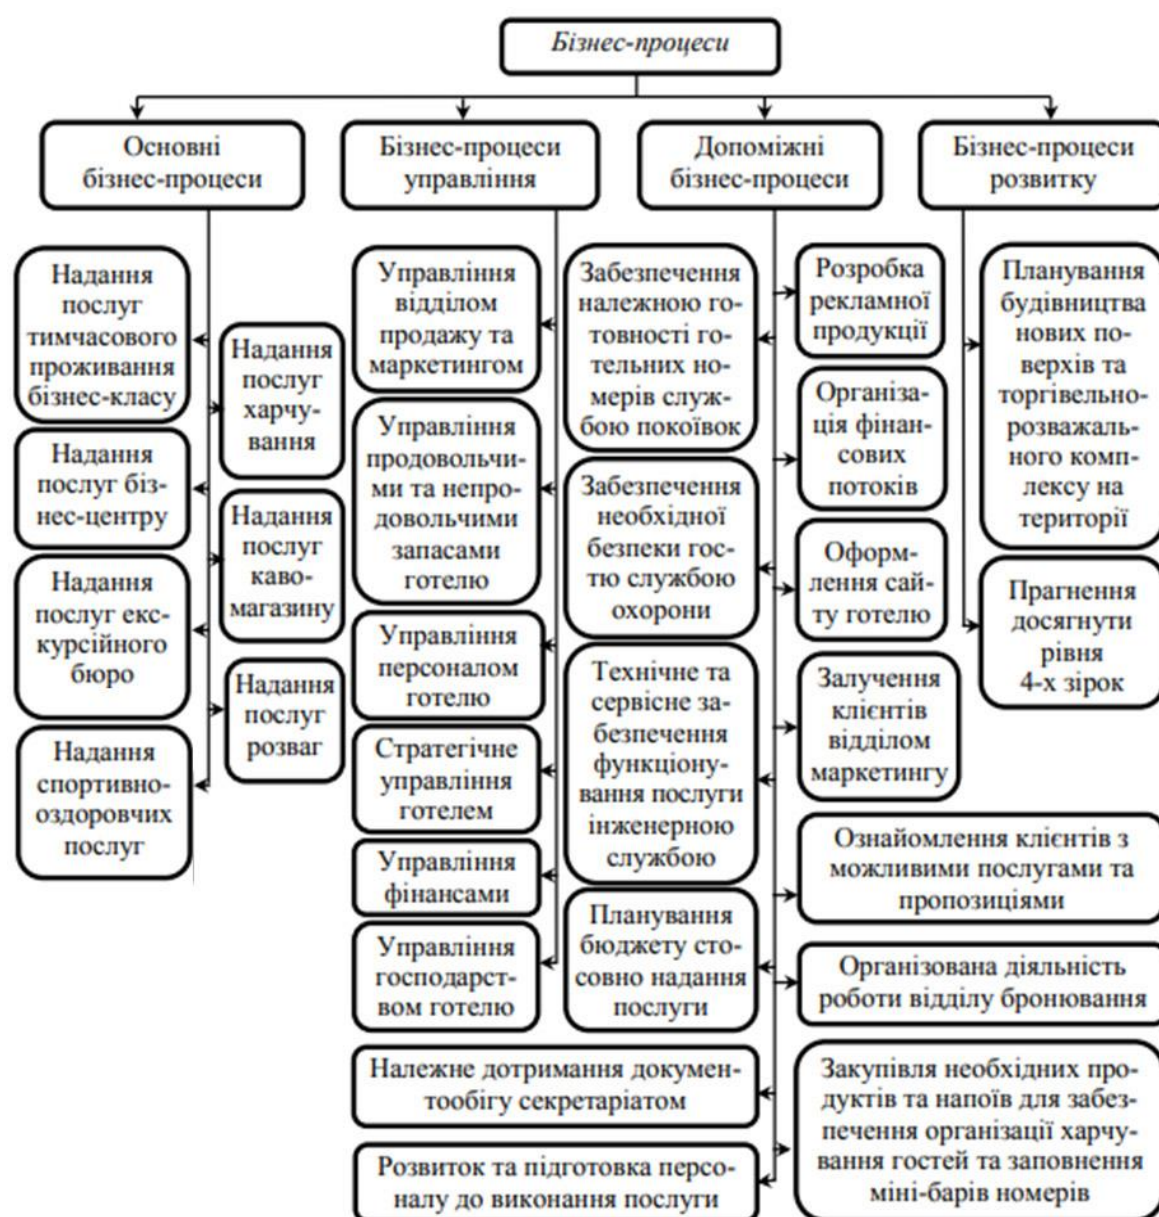 Бізнес-процеси
Основні
бізнес-процеси
Бізнес-процеси
управління
Допоміжні
бізнес-процеси
Бізнес-процеси
розвитку
Надання
послуг
тимчасового
проживання
бізнес-класу
Надання
послуг біз-
нес-центру
Надання
послуг екс-
курсійного
бюро
Надання
спортивно-
оздоровчих
послуг
Надання
послуг
харчу-
вання
Надання
послуг
каво-
магазину
Надання
послуг
розваг
Управління
відділом
продажу та
маркетингом
Управління
продовольчи-
ми та непро-
довольчими
запасами
готелю
Управління
персоналом
готелю
Стратегічне
управління
готелем
Управління
фінансами
Управління
господарст-
вом готелю
Забезпечення
належною го-
товності го-
тельних но-
мерів служ-
бою покоївок
Забезпечення
необхідної
безпеки гос-
тю службою
охорони
Технічне та
сервісне за-
безпечення
функціону-
вання послуги
інженерною
службою
Планування
бюджету сто-
совно надання
послуги
Належне дотримання докумен-
тообігу секретаріатом
Розвиток та підготовка персо-
налу до виконання послуги
Розробка
рекламної
продукції
Організа-
ція фінан-
сових
потоків
Оформ-
лення сай-
ту готелю
Залучення
клієнтів
відділом
маркетингу
Ознайомлення клієнтів з
можливими послугами та
пропозиціями
Організована діяльність
роботи відділу бронювання
Закупівля необхідних про-
дуктів та напоїв для забез-
печення організації харчу-
вання гостей та заповнення
міні-барів номерів
Планування
будівництва
нових по-
верхів та
торгівельно-
розважаль-
ного комп-
лексу на
території
Прагнення
досягнути
рівня
4-х зірок